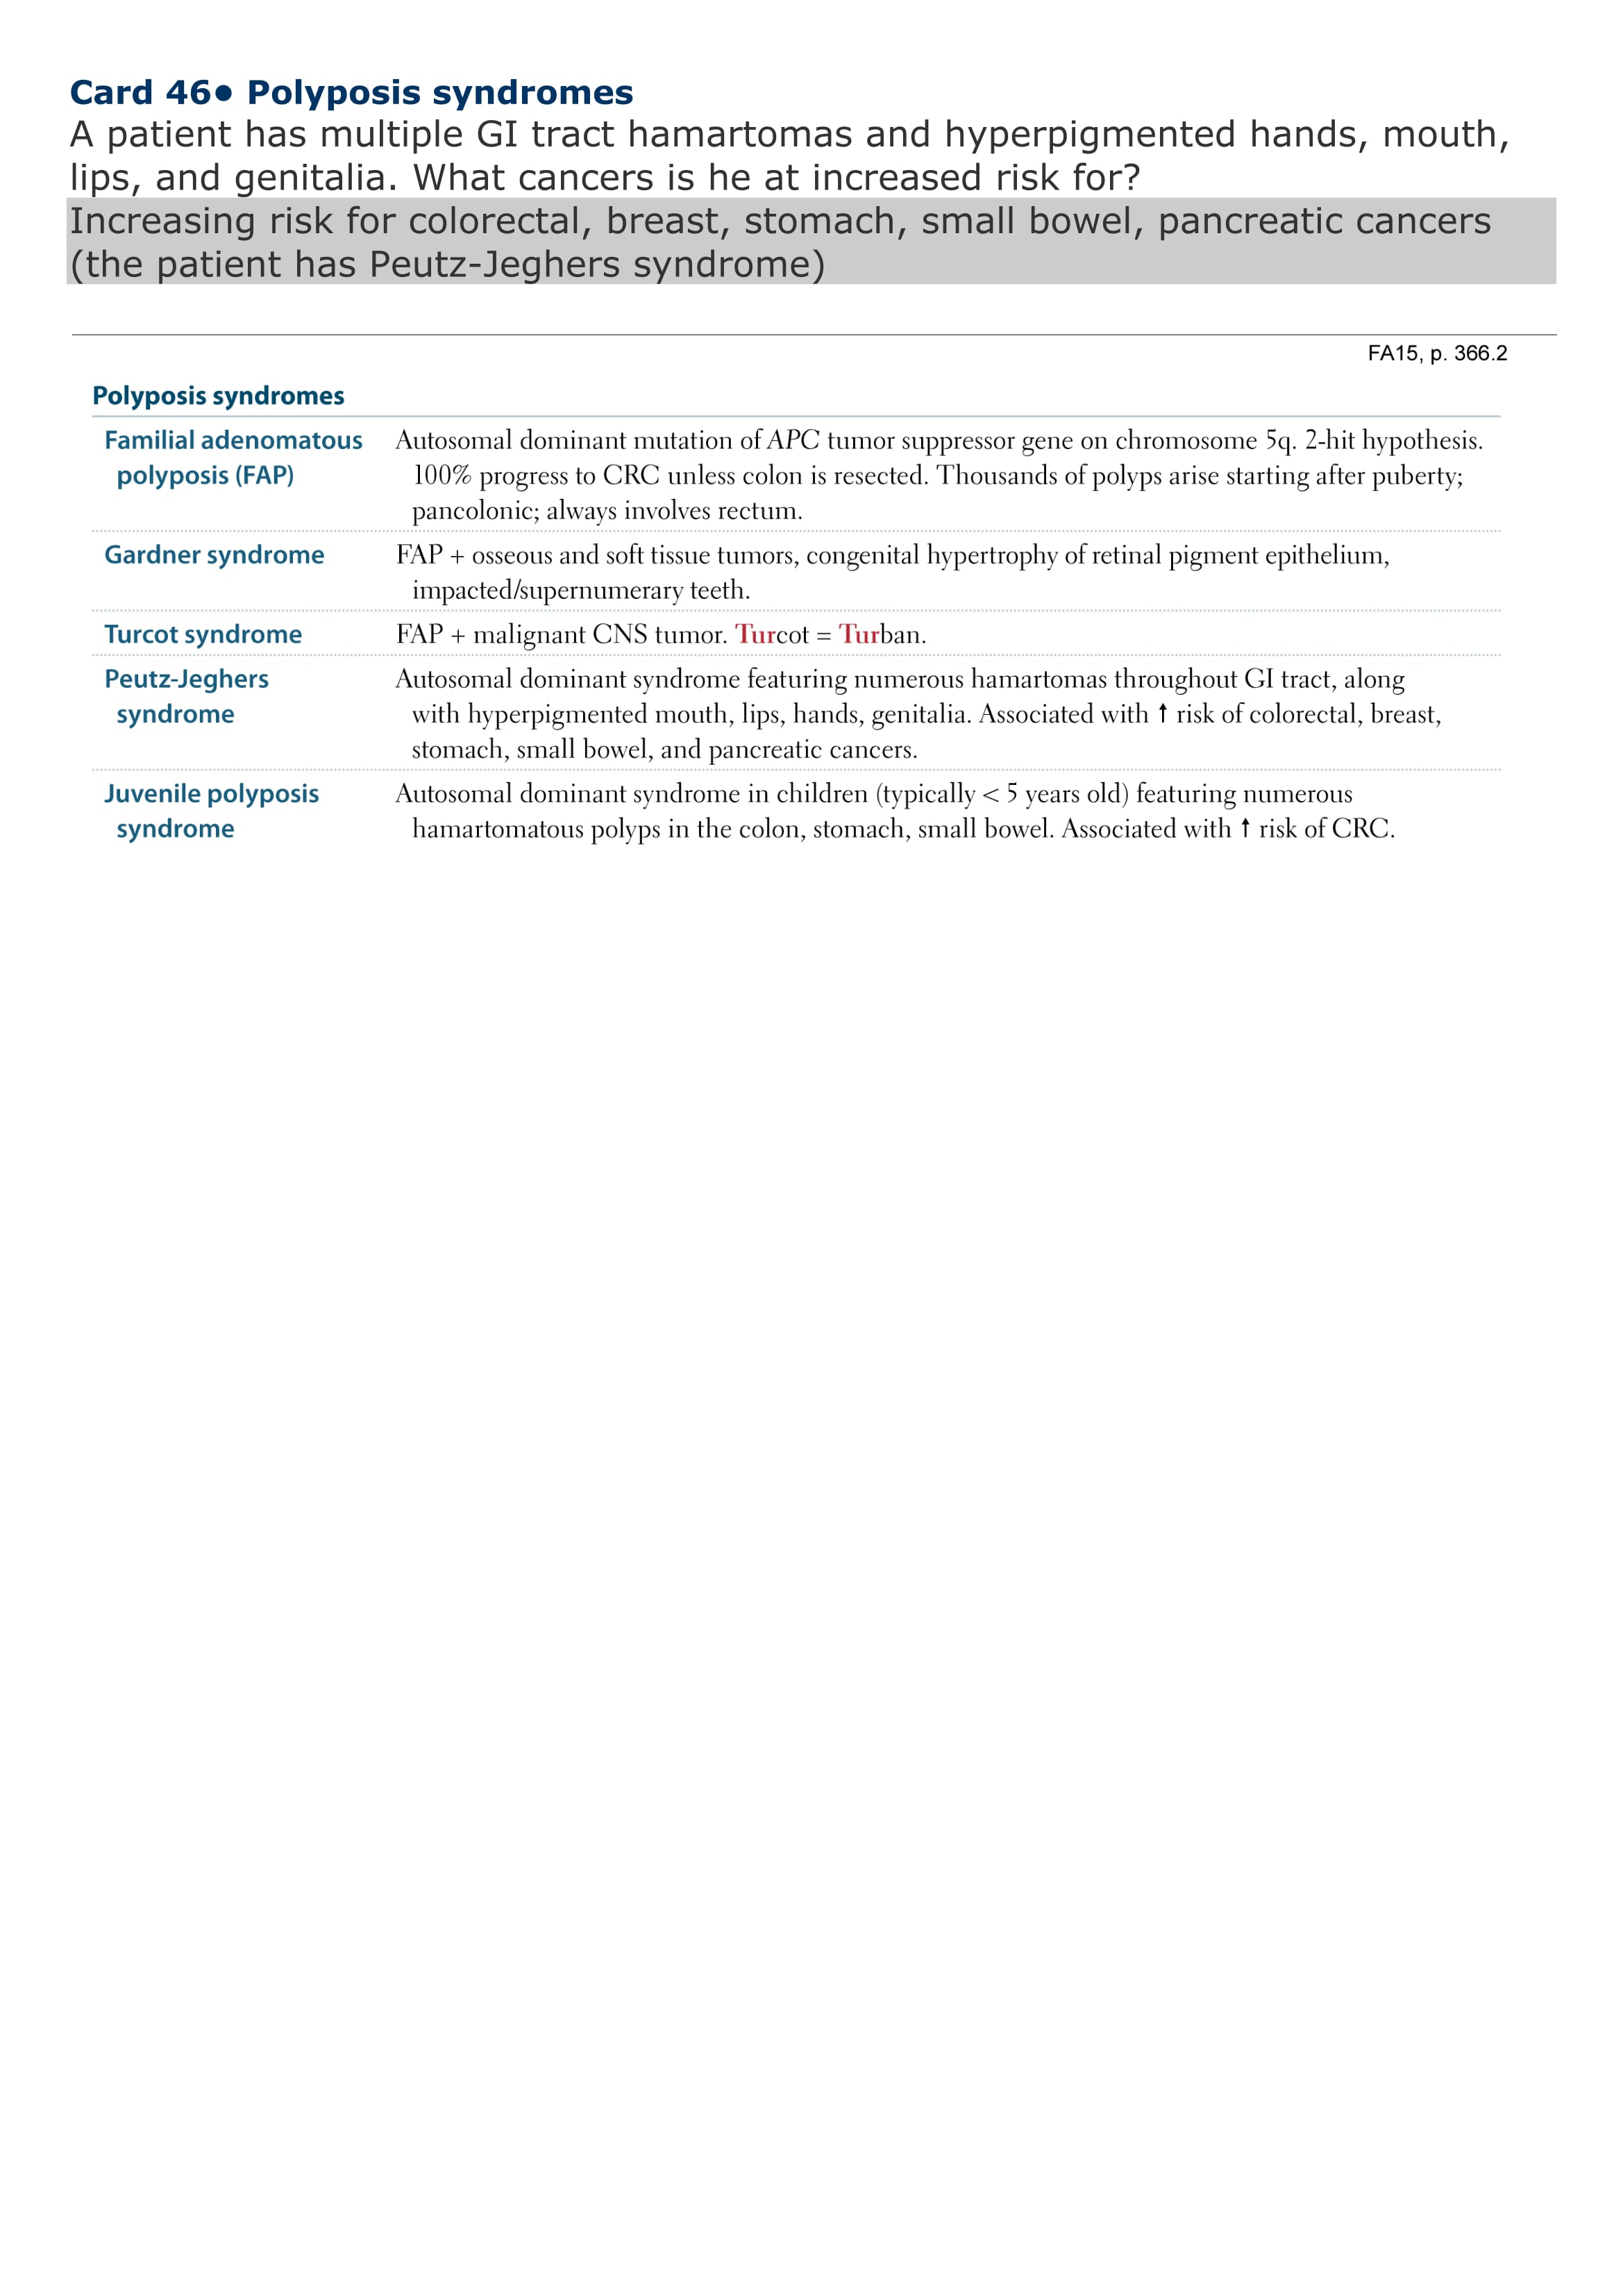 Card 46● Polyposis syndromes
A patient has multiple GI tract hamartomas and hyperpigmented hands, mouth,
lips, and genitalia. What cancers is he at increased risk for?
Increasing risk for colorectal, breast, stomach, small bowel, pancreatic cancers
(the patient has Peutz-Jeghers syndrome)
FA15, p. 366.2
Polyposis syndromes
Familial adenomatous polyposis (FAP)
Autosomal dominant mutation of APC tumor suppressor gene on chromosome 5q. 2-hit hypothesis.
100% progress to CRC unless colon is resected. Thousands of polyps arise starting after puberty;
pancolonic; always involves rectum.
Gardner syndrome
FAP + osseous and soft tissue tumors, congenital hypertrophy of retinal pigment epithelium,
impacted/supernumerary teeth.
Turcot syndrome
FAP + malignant CNS tumor. Turcot = Turban.
Peutz-Jeghers
syndrome
Autosomal dominant syndrome featuring numerous hamartomas throughout GI tract, along
with hyperpigmented mouth, lips, hands, genitalia. Associated with ↑ risk of colorectal, breast,
stomach, small bowel, and pancreatic cancers.
Juvenile polyposis
syndrome
Autosomal dominant syndrome in children (typically < 5 years old) featuring numerous
hamartomatous polyps in the colon, stomach, small bowel. Associated with ↑ risk of CRC.